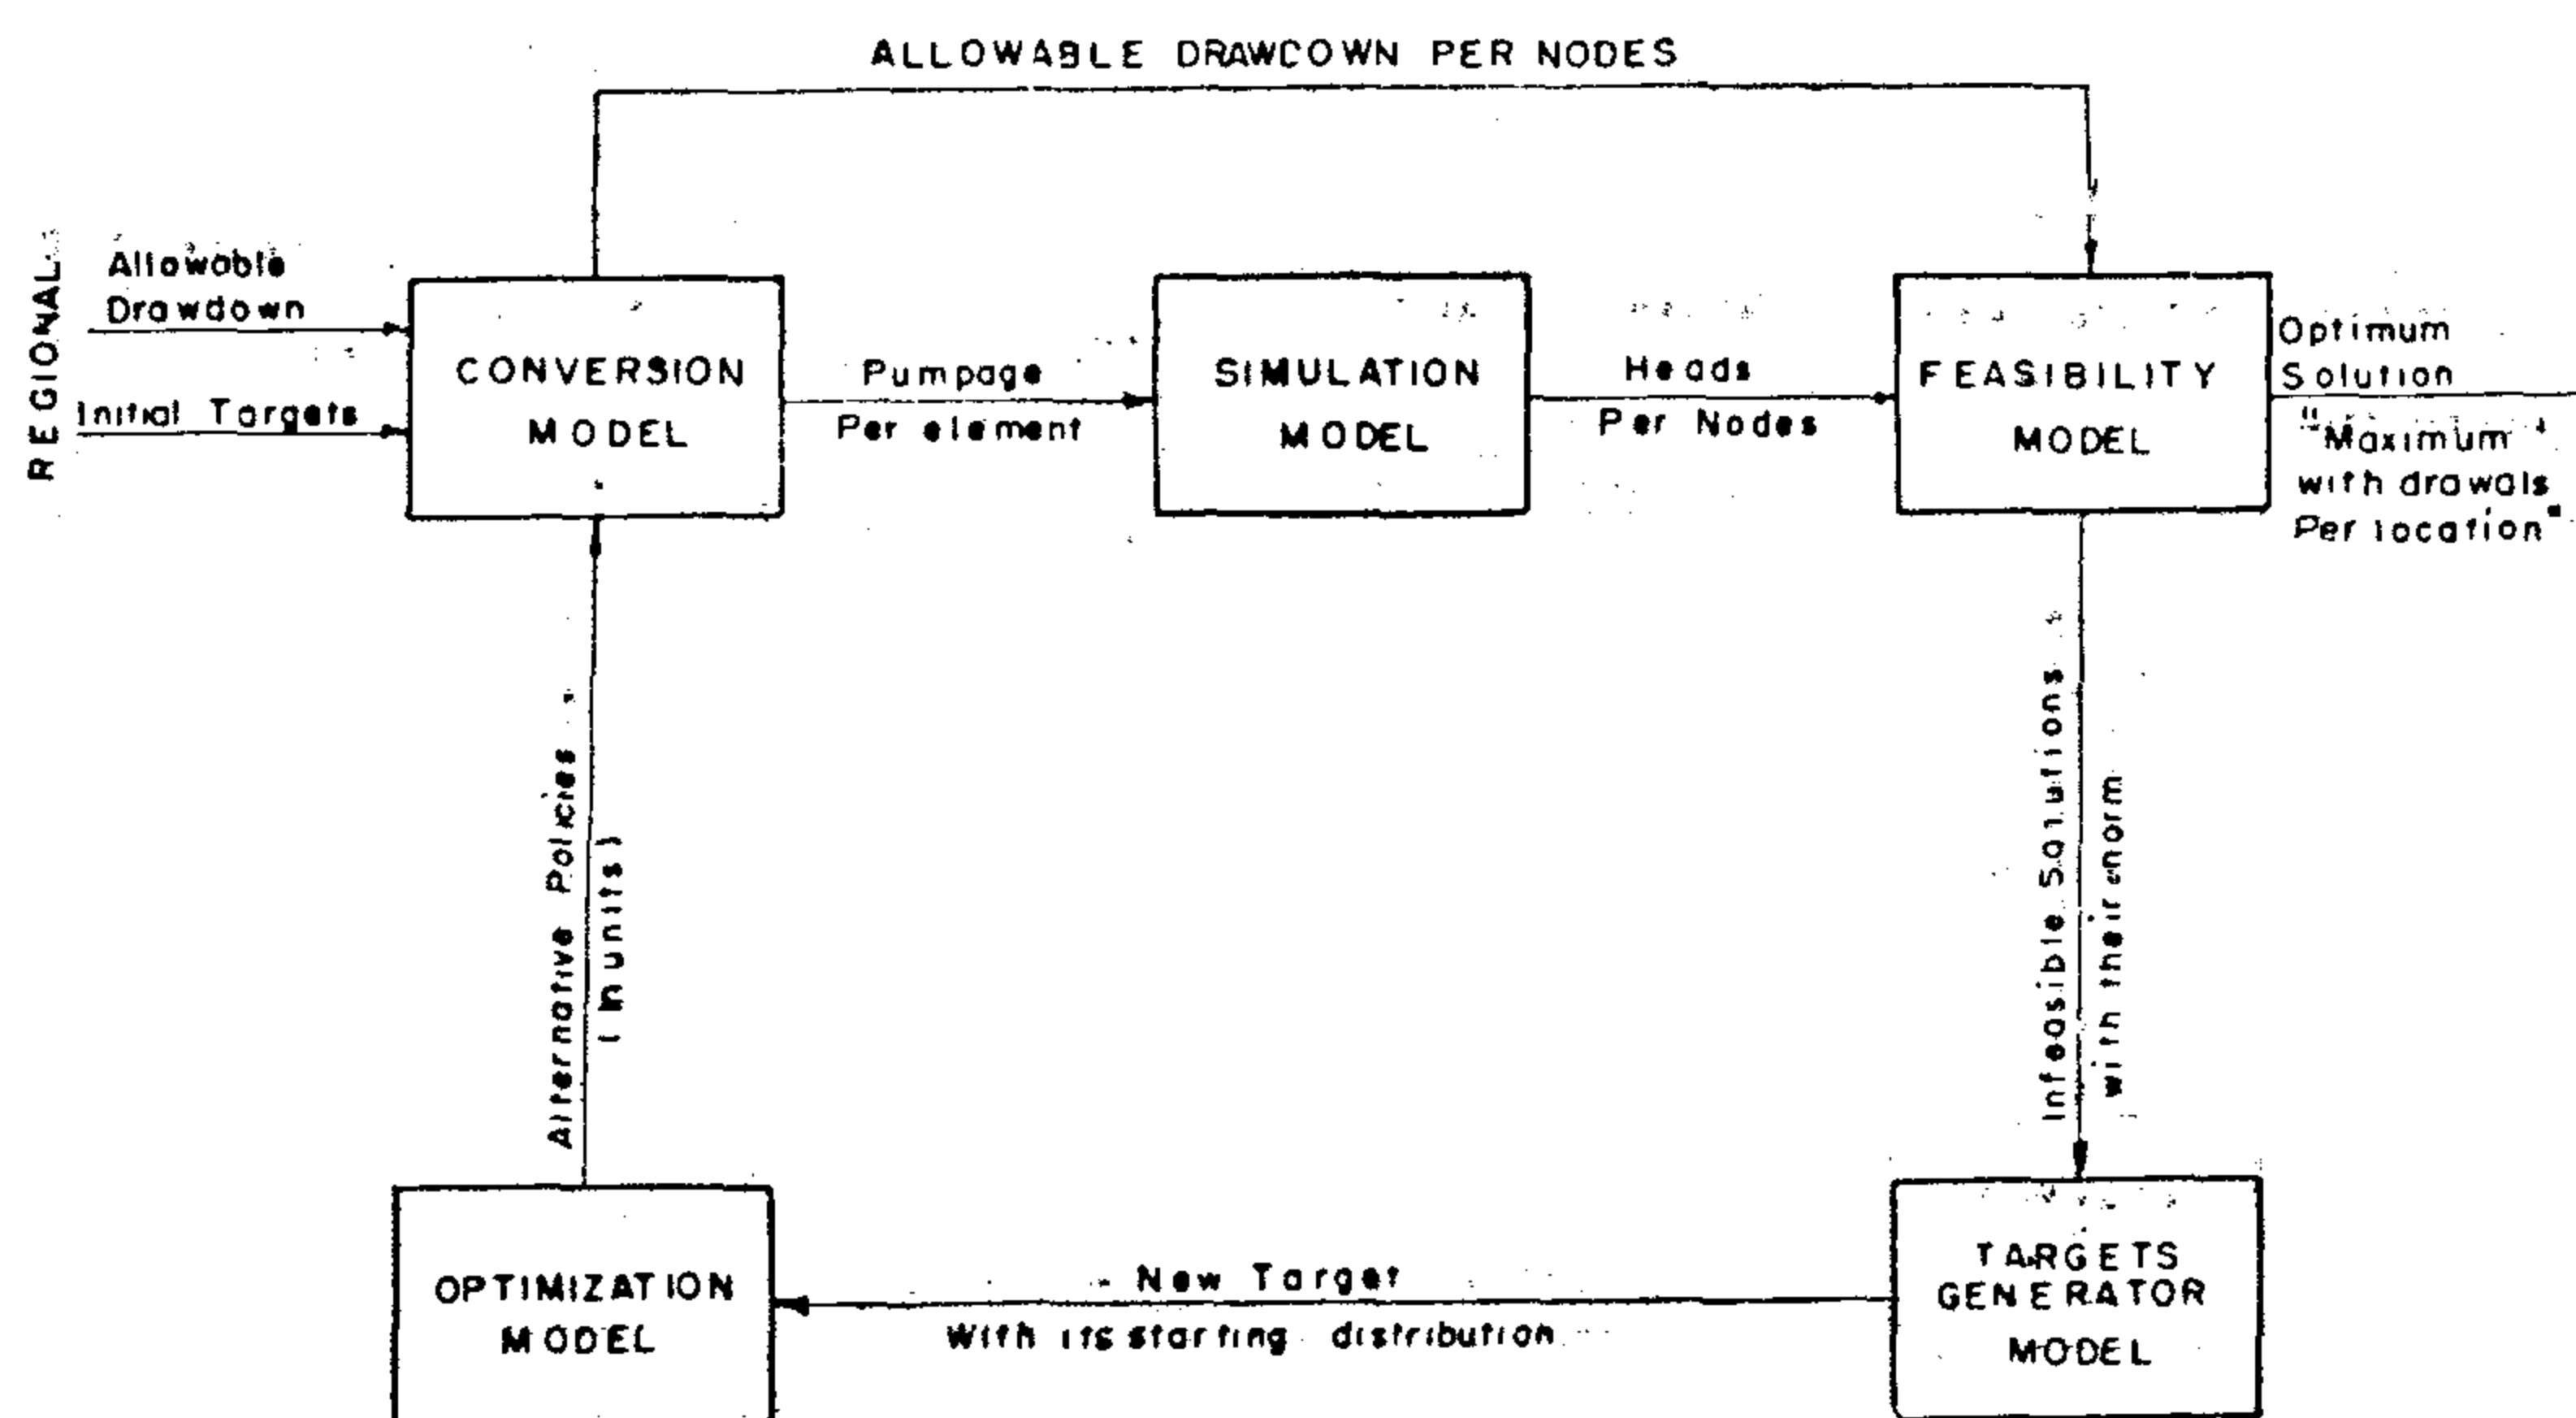 ALLOWABLE DRAWCOWN PER NODES
REGIONAL
Allowable
Drawdown
Initial Targets
CONVERSION
MODEL
Pumpage
Per element
SIMULATION
MODEL
Heads
Per Nodes
FEASIBILITY
MODEL
Optimum
Solution
"Maximum
with drawals
Per location"
Alternative Policies
(In units)
Infeasible Solutions
with their norm
OPTIMIZATION
MODEL
New Target
With its starting distribution
TARGETS
GENERATOR
MODEL